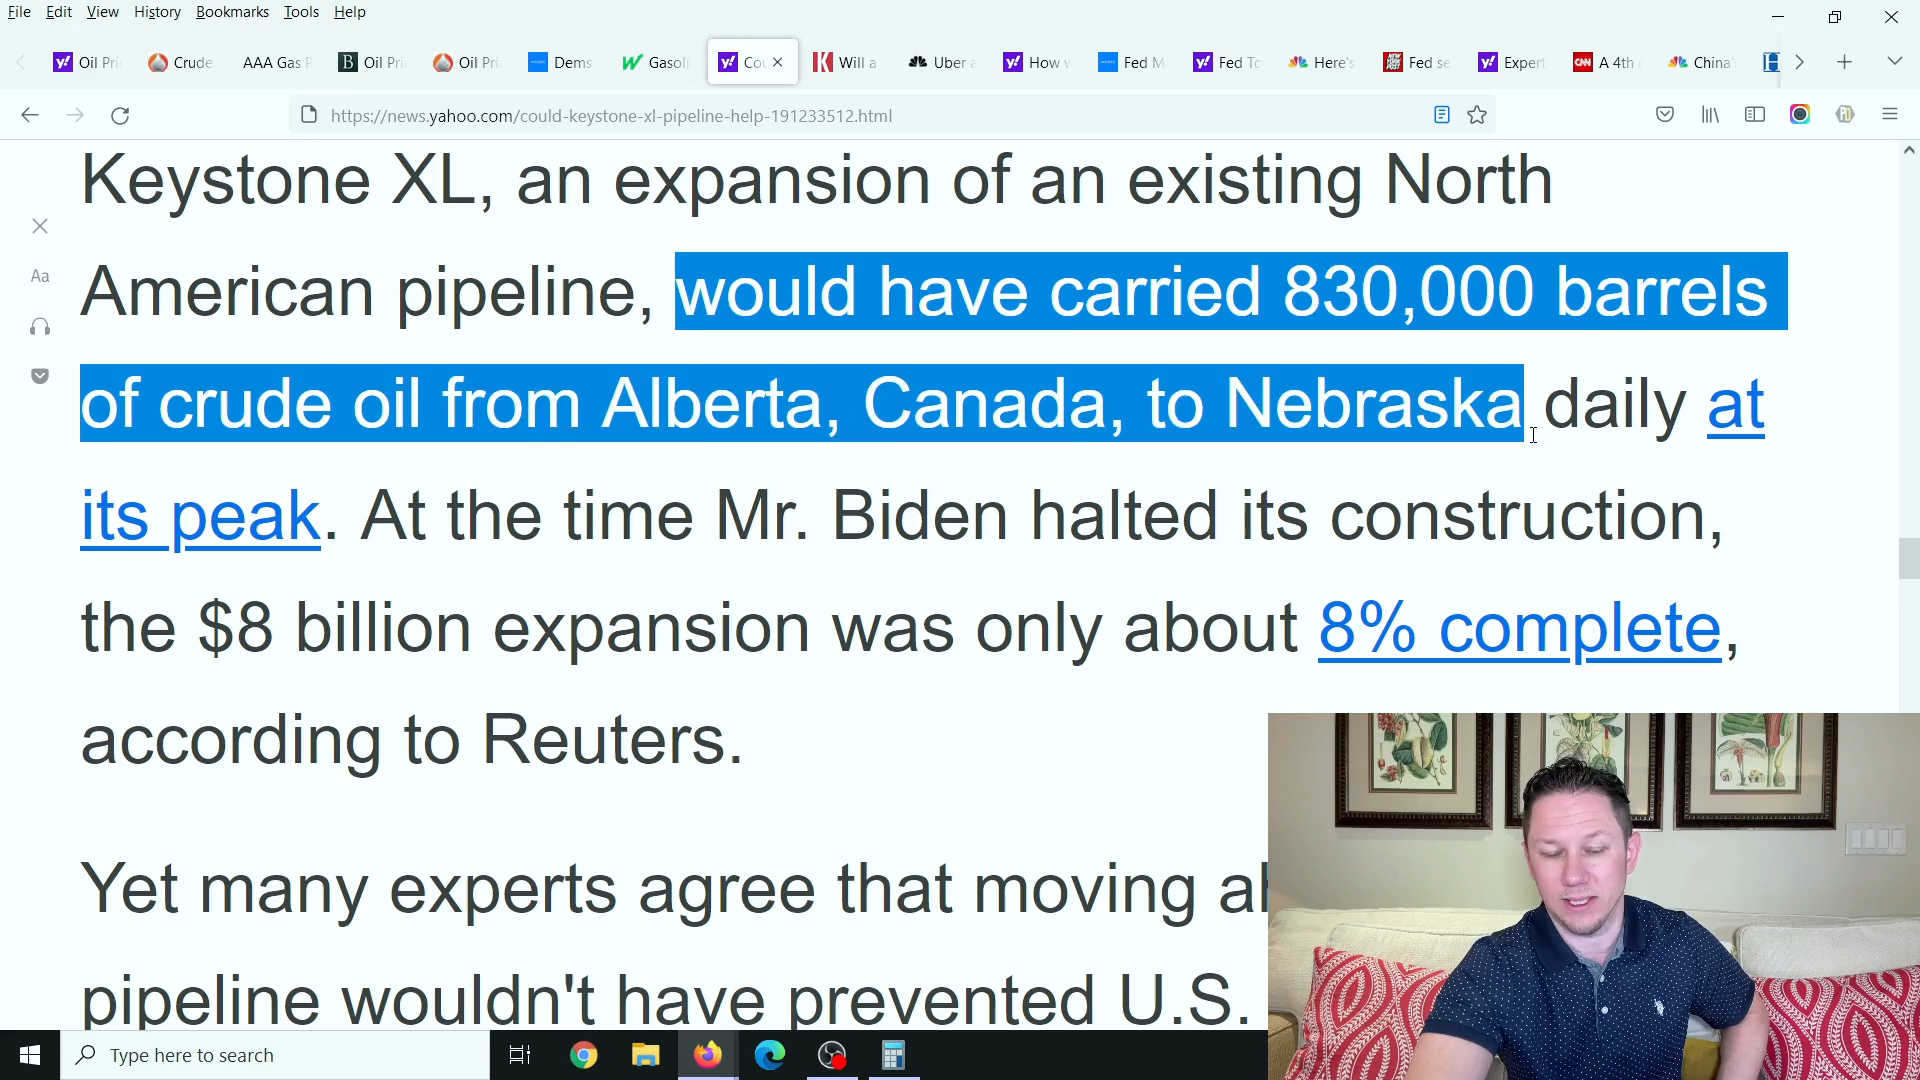 File Edit View History Bookmarks Tools Help
Oil Pri Crude AAA Gas P Oil Pri Oil Pri Dems Gasoli Cou Will a Uber a How w Fed M Fed To Here's Fed se Expert A 4th China'
https://news.yahoo.com/could-keystone-xl-pipeline-help-191233512.html
Keystone XL, an expansion of an existing North
American pipeline, would have carried 830,000 barrels
of crude oil from Alberta, Canada, to Nebraska daily at
its peak. At the time Mr. Biden halted its construction,
the $8 billion expansion was only about 8% complete,
according to Reuters.
Yet many experts agree that moving ah
pipeline wouldn't have prevented U.S.
Aa
Type here to search